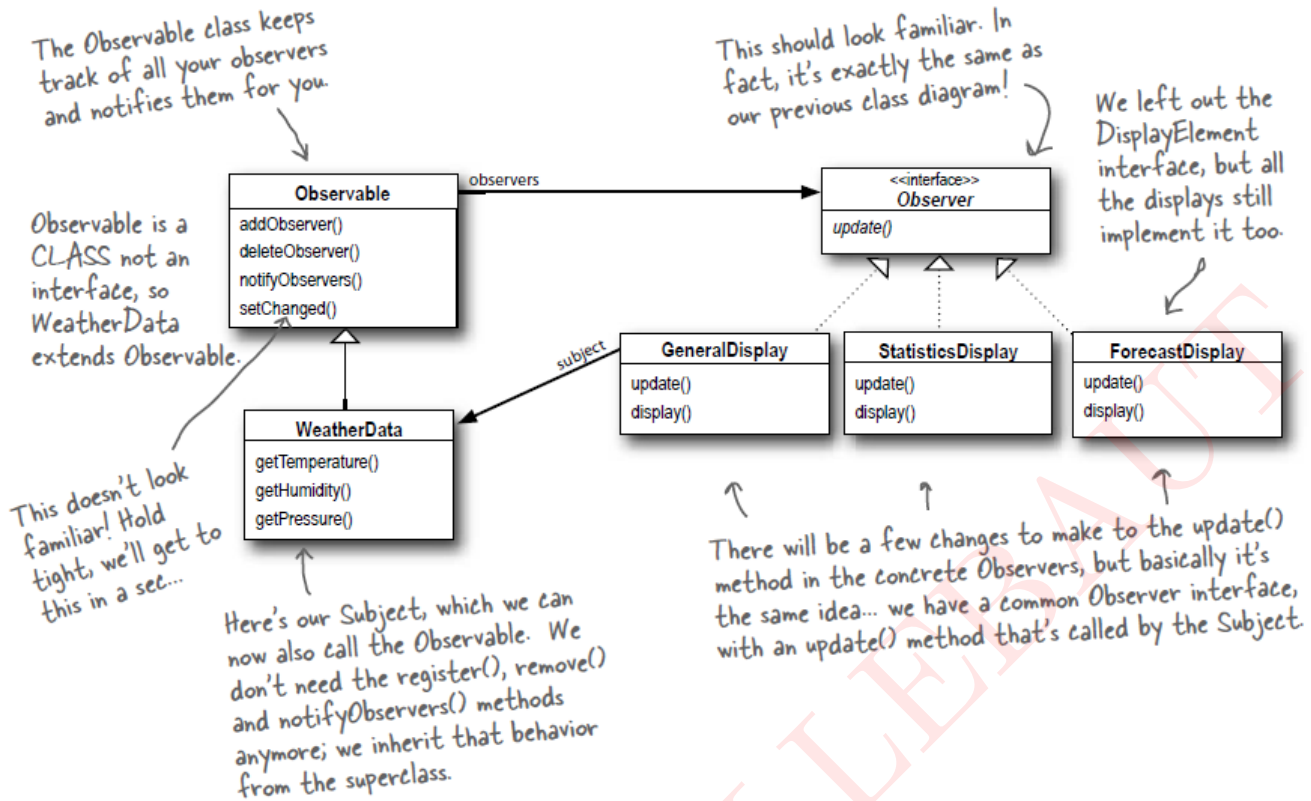 The Observable class keeps
track of all your observers
and notifies them for you.
This should look familiar. In
fact, it's exactly the same as
our previous class diagram!
We left out the
DisplayElement
interface, but all
the displays still
implement it too.
Observable is a
CLASS not an
interface, so
WeatherData
extends Observable.
Observable
addObserver()
deleteObserver()
notifyObservers()
setChanged()
observers
<<interface>>
Observer
update()
subject
GeneralDisplay
update()
display()
StatisticsDisplay
update()
display()
ForecastDisplay
update()
display()
WeatherData
getTemperature()
getHumidity()
getPressure()
This doesn't look
familiar! Hold
tight, we'll get to
this in a sec...
Here's our Subject, which we can
now also call the Observable. We
don't need the register(), remove()
and notifyObservers() methods
anymore; we inherit that behavior
from the superclass.
There will be a few changes to make to the update()
method in the concrete Observers, but basically it's
the same idea... we have a common Observer interface,
with an update() method that's called by the Subject.
LEBAUT